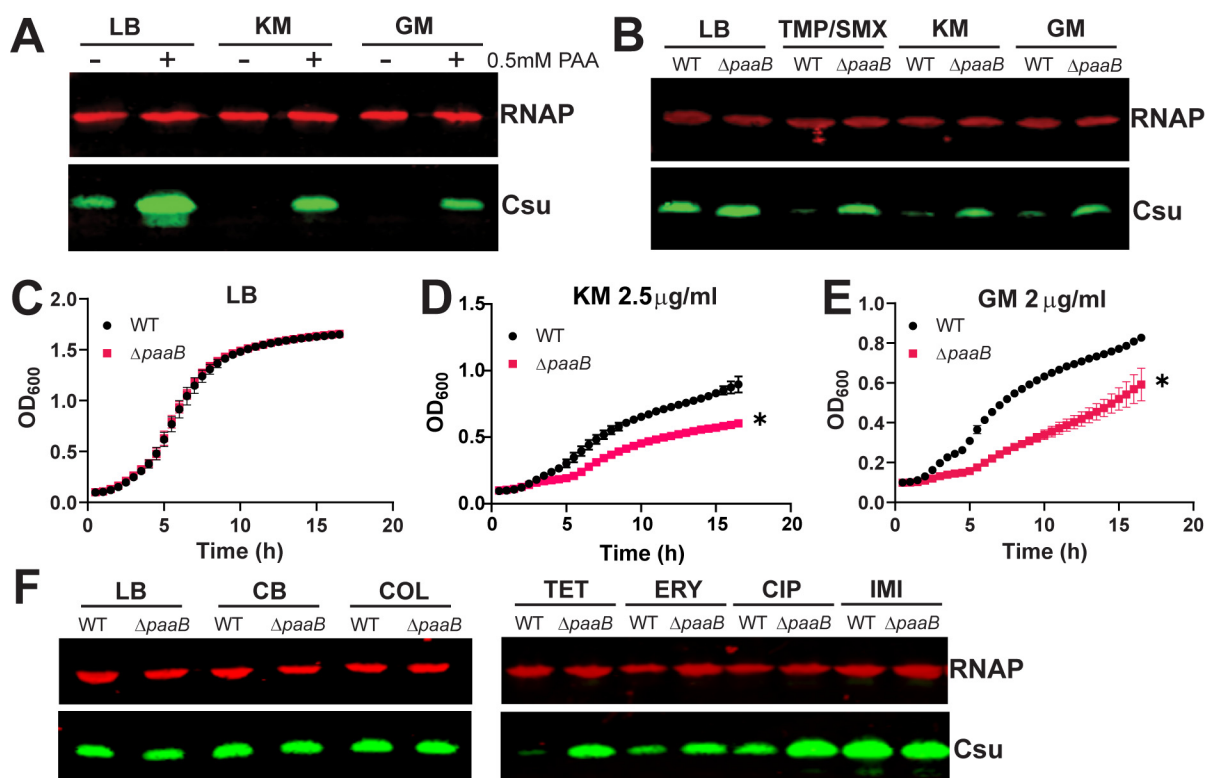 A
LB KM GM
- + - + - + 0.5mM PAA
RNAP
Csu
B
LB TMP/SMX KM GM
WT ΔpaaB WT ΔpaaB WT ΔpaaB WT ΔpaaB
RNAP
Csu
C
LB
WT
ΔpaaB
OD600
2.0
1.5
1.0
0.5
0.0
0 5 10 15 20
Time (h)
D
KM 2.5 μg/ml
WT
ΔpaaB
OD600
1.5
1.0
0.5
0.0
0 5 10 15 20
Time (h)
*
E
GM 2 μg/ml
WT
ΔpaaB
OD600
1.0
0.8
0.6
0.4
0.2
0.0
0 5 10 15 20
Time (h)
*
F
LB CB COL
WT ΔpaaB WT ΔpaaB WT ΔpaaB
TET ERY CIP IMI
WT ΔpaaB WT ΔpaaB WT ΔpaaB WT ΔpaaB
RNAP
Csu